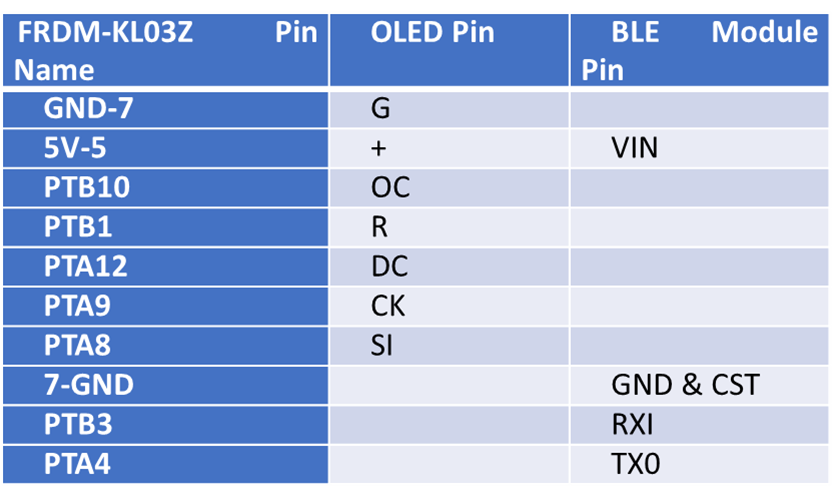 FRDM-KL03Z Pin Name OLED Pin BLE Module Pin
GND-7 G
5V-5 + VIN
PTB10 OC
PTB1 R
PTA12 DC
PTA9 CK
PTA8 SI
7-GND GND & CST
PTB3 RXI
PTA4 TX0